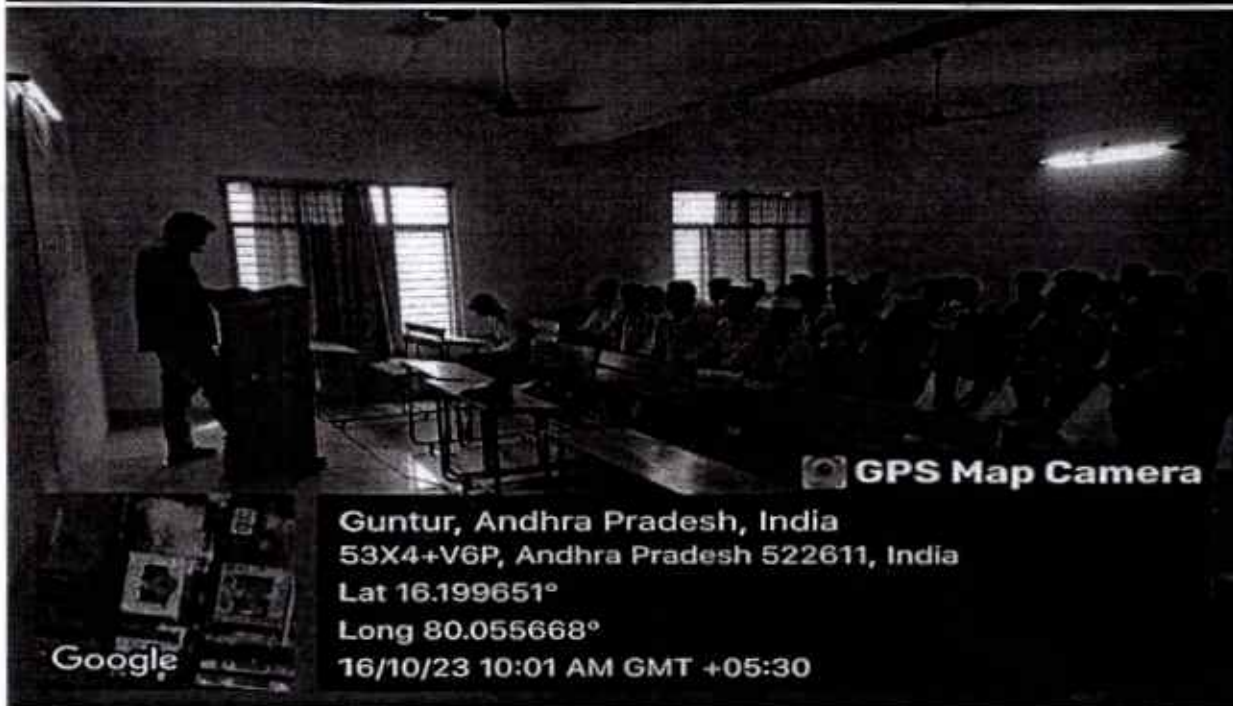 GPS Map Camera
Guntur, Andhra Pradesh, India
53X4+V6P, Andhra Pradesh 522611, India
Lat 16.199651°
Long 80.055668°
16/10/23 10:01 AM GMT +05:30
Google